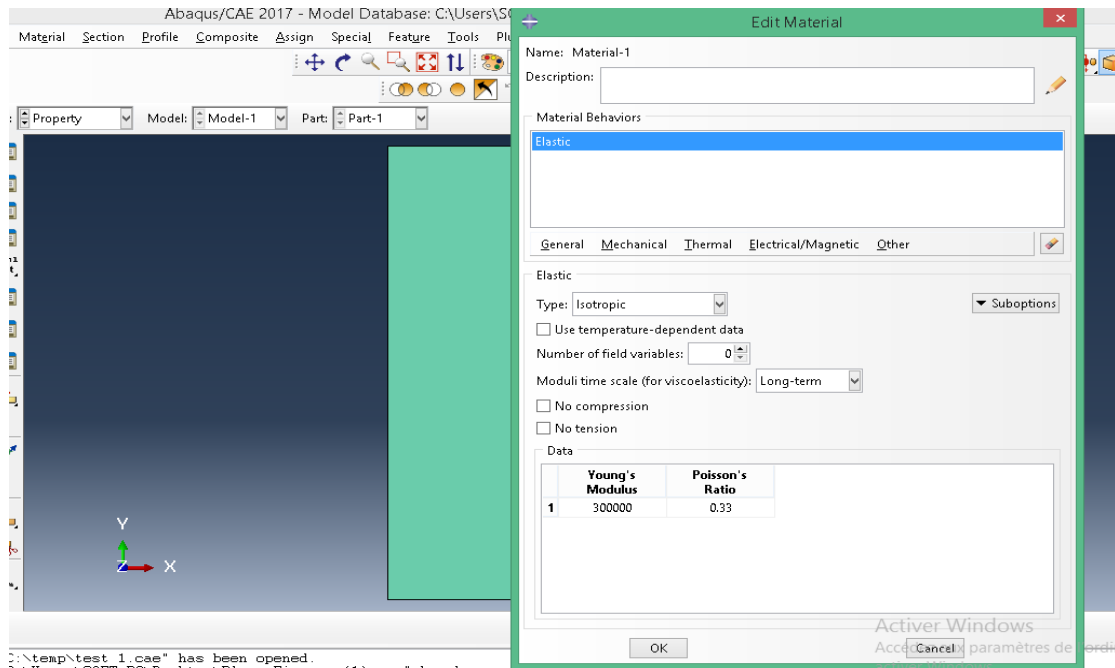 Abaqus/CAE 2017 - Model Database: C:\Users\SO
Material Section Profile Composite Assign Special Feature Tools Plu
Property Model: Model-1 Part: Part-1
Y
X
C:\temp\test 1.cae" has been opened.
Edit Material
Name: Material-1
Description:
Material Behaviors
Elastic
General Mechanical Thermal Electrical/Magnetic Other
Elastic
Type: Isotropic
Suboptions
Use temperature-dependent data
Number of field variables: 0
Moduli time scale (for viscoelasticity): Long-term
No compression
No tension
Data
Young's Modulus Poisson's Ratio
1 300000 0.33
OK Cancel
Activer Windows
paramètres de